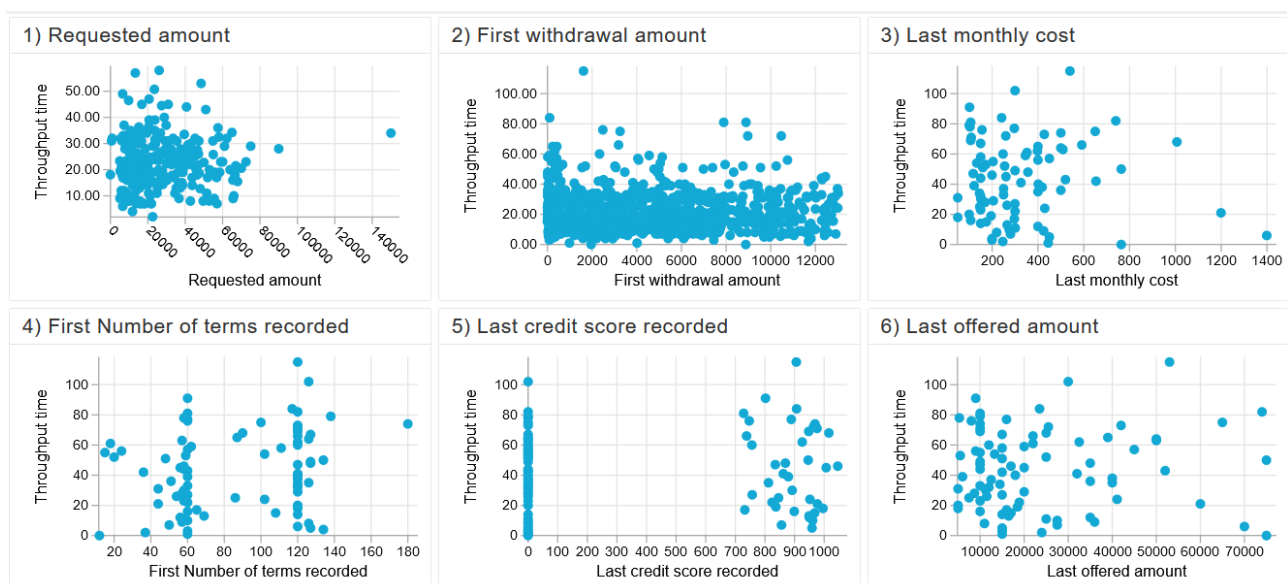 1) Requested amount
Throughput time
50.00
40.00
30.00
20.00
10.00
0
20000
40000
60000
80000
100000
120000
140000
Requested amount
2) First withdrawal amount
Throughput time
100.00
80.00
60.00
40.00
20.00
0.00
0 2000 4000 6000 8000 10000 12000
First withdrawal amount
3) Last monthly cost
Throughput time
100
80
60
40
20
0
200 400 600 800 1000 1200 1400
Last monthly cost
4) First Number of terms recorded
Throughput time
100
80
60
40
20
0
20 40 60 80 100 120 140 160 180
First Number of terms recorded
5) Last credit score recorded
Throughput time
100
80
60
40
20
0
0 100 200 300 400 500 600 700 800 900 1000
Last credit score recorded
6) Last offered amount
Throughput time
100
80
60
40
20
0
10000 20000 30000 40000 50000 60000 70000
Last offered amount